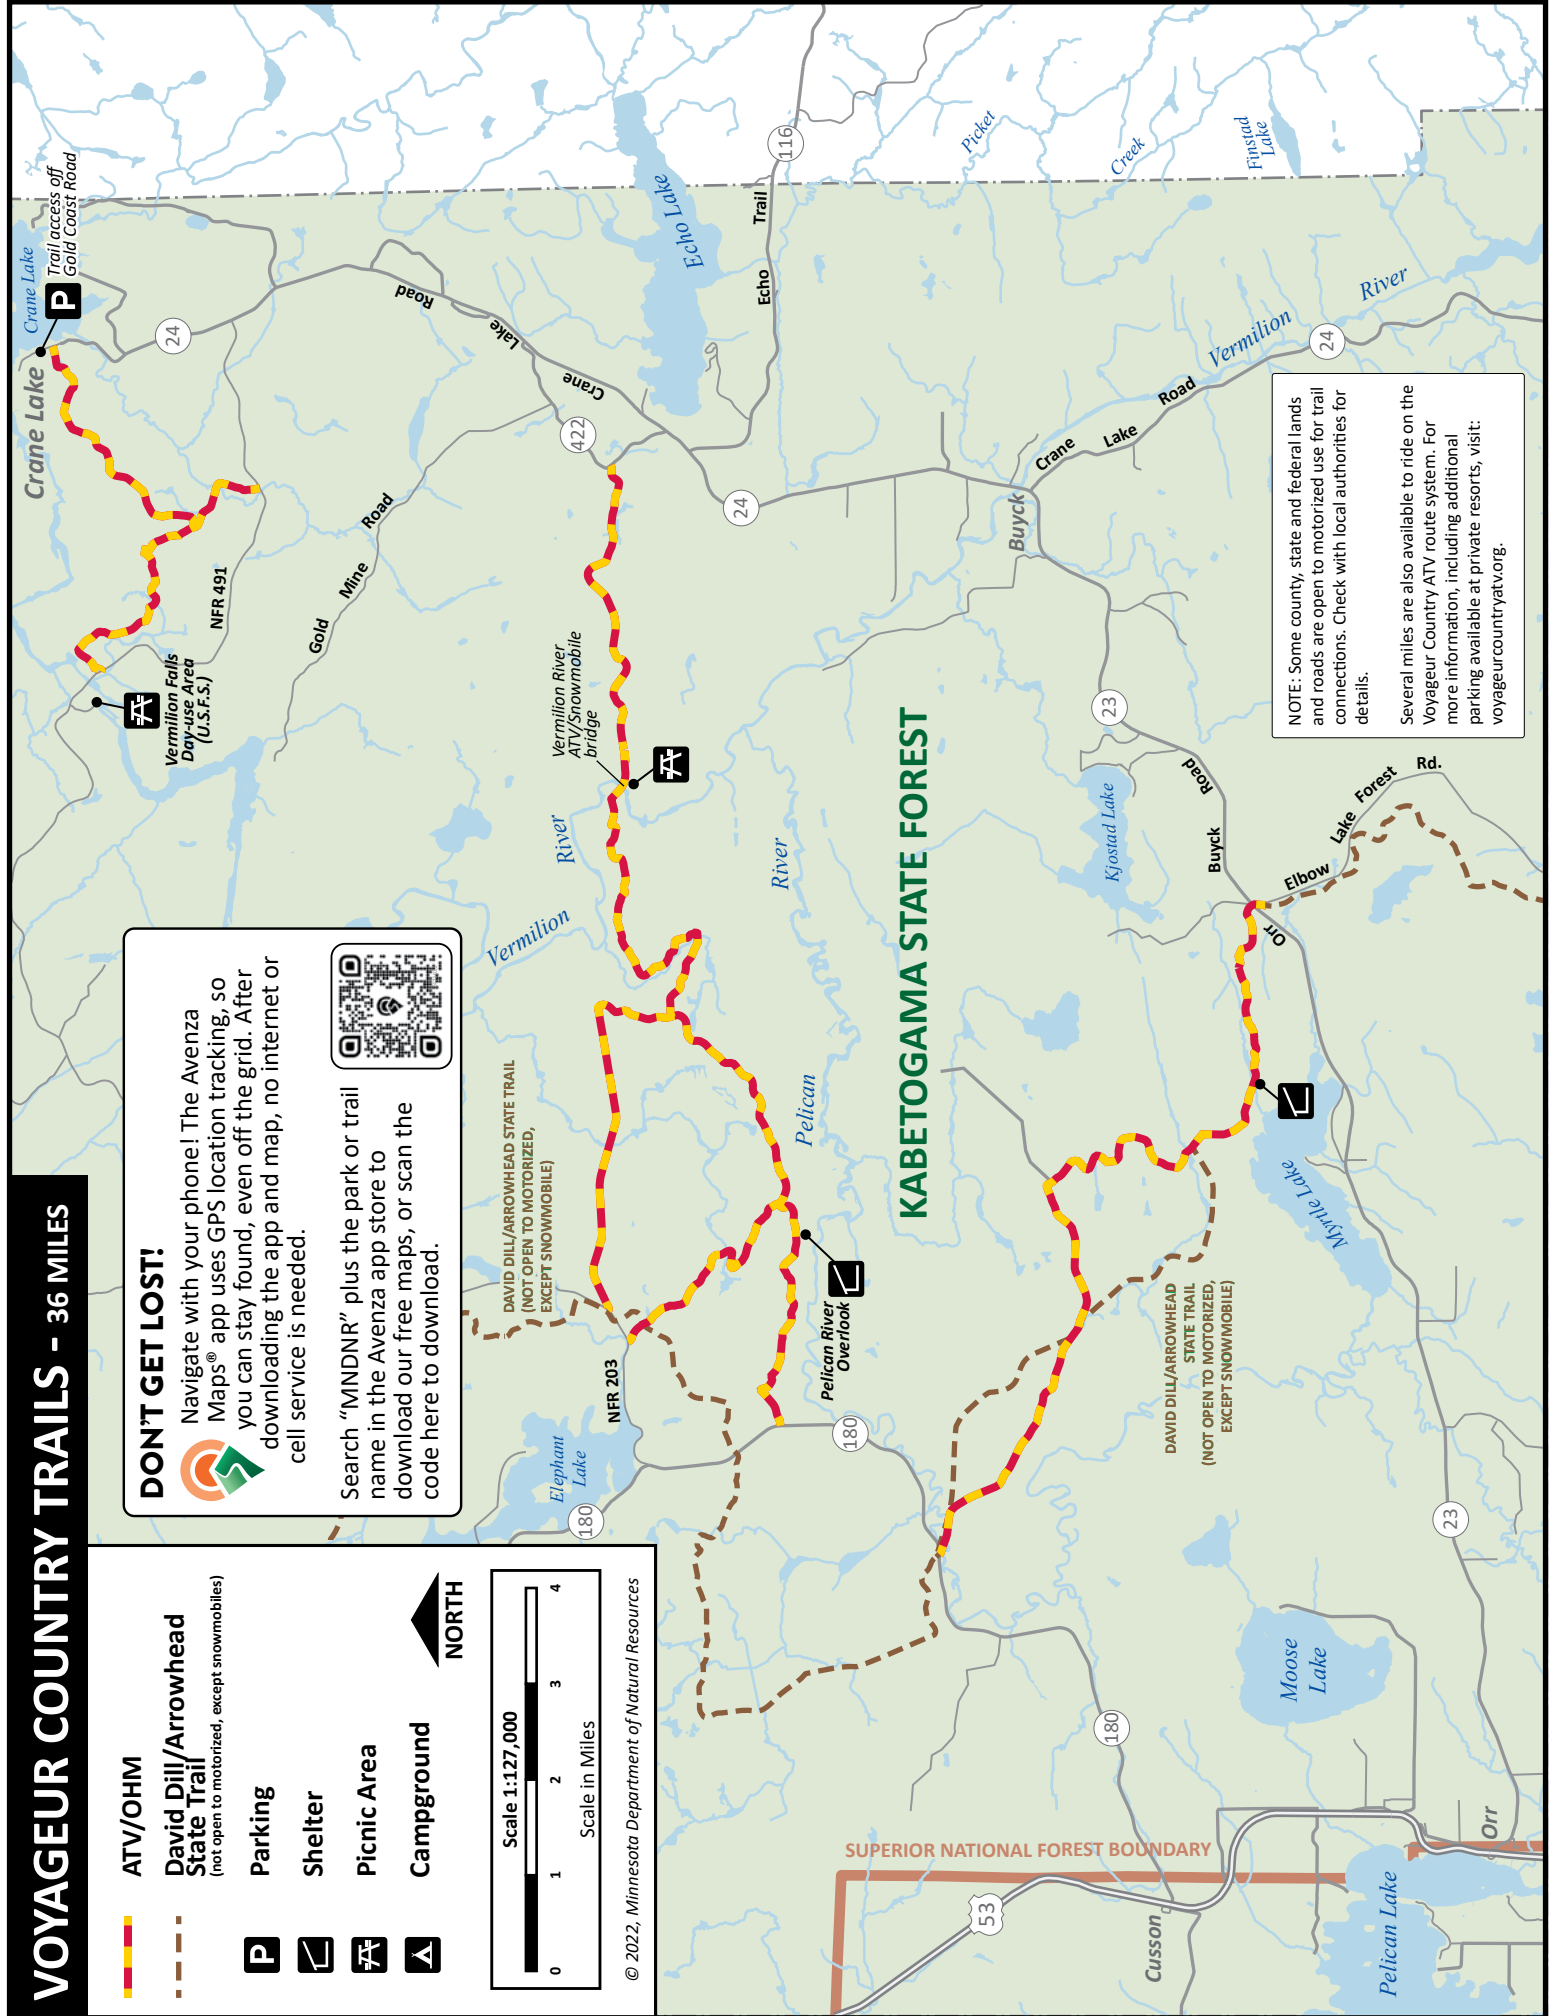 VOYAGEUR COUNTRY TRAILS - 36 MILES
ATV/OHM
David Dill/Arrowhead
State Trail
(not open to motorized, except snowmobiles)
P
Parking
Shelter
Picnic Area
Campground
NORTH
Scale 1:127,000
0 1 2 3 4
Scale in Miles
© 2022, Minnesota Department of Natural Resources
DON'T GET LOST!
Navigate with your phone! The Avenza
Maps® app uses GPS location tracking, so
you can stay found, even off the grid. After
downloading the app and map, no internet or
cell service is needed.
Search “MNDNR” plus the park or trail
name in the Avenza app store to
download our free maps, or scan the
code here to download.
Crane Lake
Crane Lake
P
Trail access off
Gold Coast Road
24
NFR 491
Vermilion Falls
Day-use Area
(U.S.F.S.)
Gold Mine Road
Crane Lake Road
422
Echo Lake
Echo Trail
116
24
Picket
Creek
Finstad
Lake
Vermilion River
Vermilion River
ATV/Snowmobile
bridge
Pelican River
DAVID DILL/ARROWHEAD STATE TRAIL
(NOT OPEN TO MOTORIZED,
EXCEPT SNOWMOBILE)
NFR 203
Elephant
Lake
180
Pelican River
Overlook
180
KABETOGAMA STATE FOREST
Buyck
Crane Lake Road
Vermilion River
24
23
Kjostad Lake
Orr Buyck Road
Elbow Lake Forest Rd.
Myrtle Lake
DAVID DILL/ARROWHEAD
STATE TRAIL
(NOT OPEN TO MOTORIZED,
EXCEPT SNOWMOBILE)
23
Moose
Lake
180
SUPERIOR NATIONAL FOREST BOUNDARY
53
Cusson
Orr
Pelican Lake
NOTE: Some county, state and federal lands
and roads are open to motorized use for trail
connections. Check with local authorities for
details.
Several miles are also available to ride on the
Voyageur Country ATV route system. For
more information, including additional
parking available at private resorts, visit:
voyageurcountryatv.org.